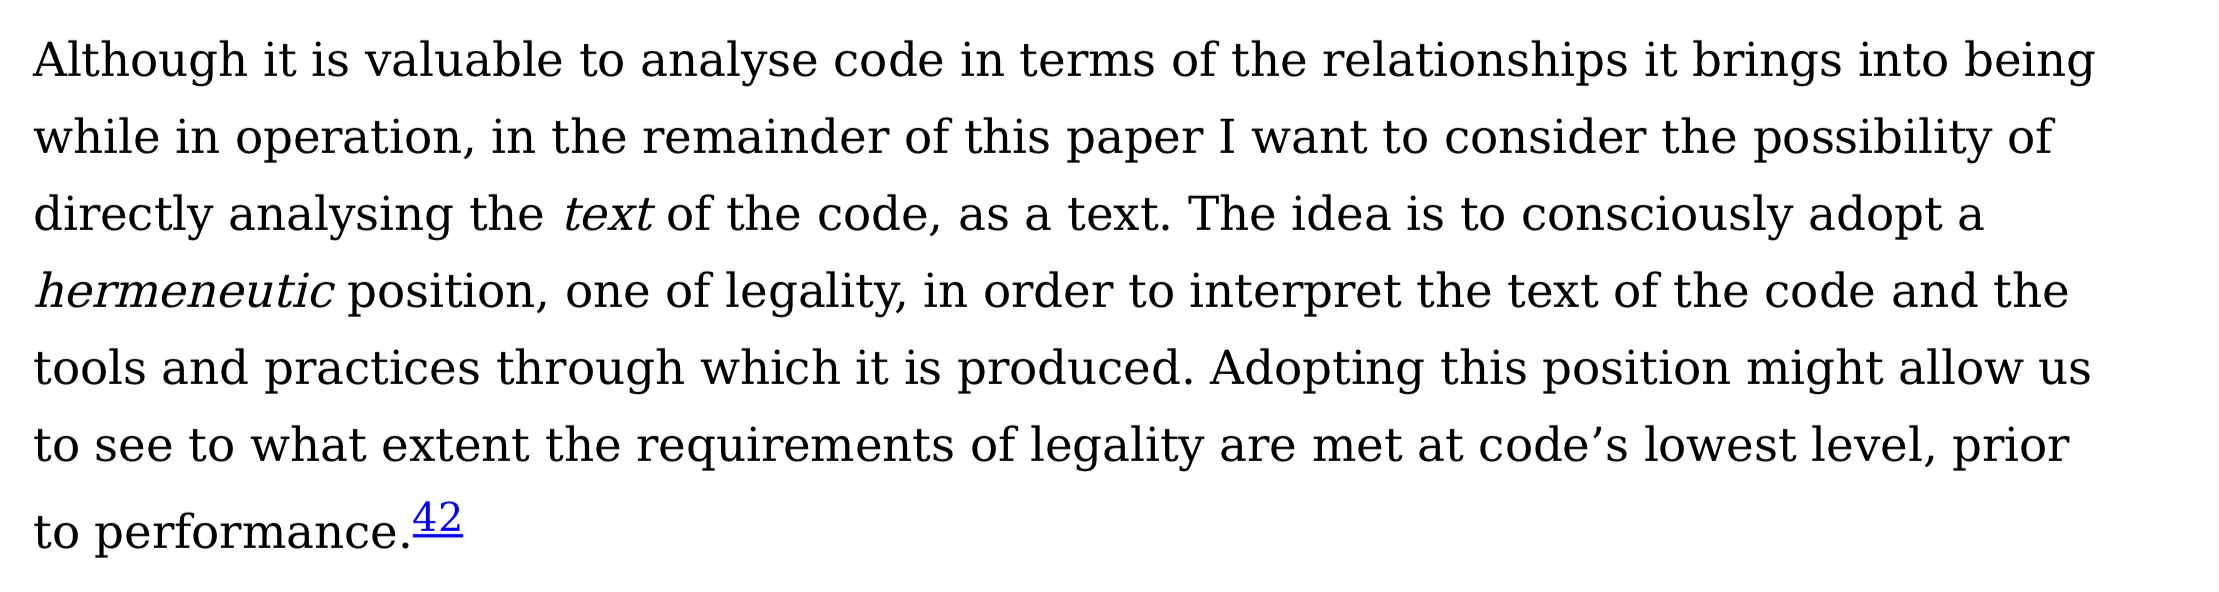 Although it is valuable to analyse code in terms of the relationships it brings into being
while in operation, in the remainder of this paper I want to consider the possibility of
directly analysing the text of the code, as a text. The idea is to consciously adopt a
hermeneutic position, one of legality, in order to interpret the text of the code and the
tools and practices through which it is produced. Adopting this position might allow us
to see to what extent the requirements of legality are met at code’s lowest level, prior
to performance.42